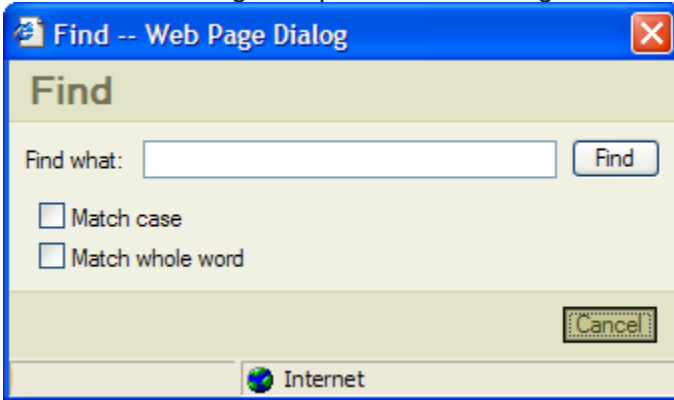 Find -- Web Page Dialog
Find
Find what:
Find
Match case
Match whole word
Cancel
Internet